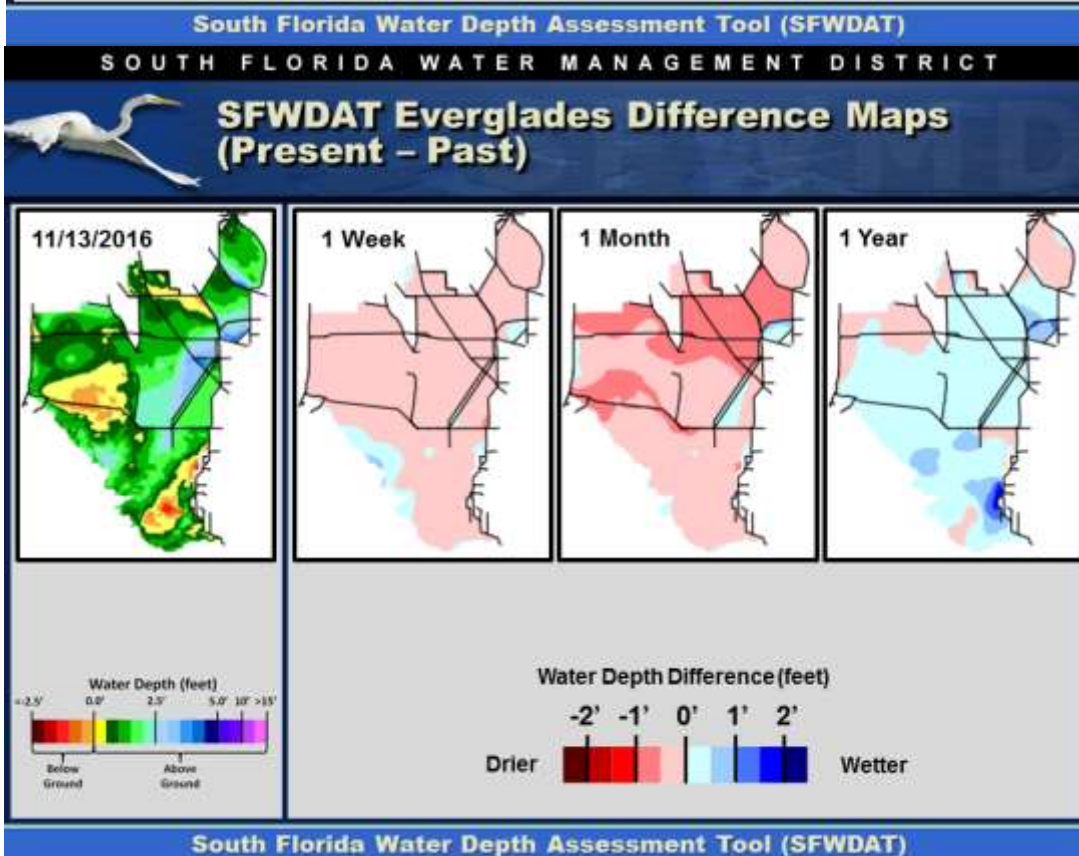 South Florida Water Depth Assessment Tool (SFWDAT)
SOUTH FLORIDA WATER MANAGEMENT DISTRICT
SFWDAT Everglades Difference Maps
(Present – Past)
11/13/2016
1 Week
1 Month
1 Year
Water Depth (feet)
<-2.5' 0.0' 2.5' 5.0' 10' >15'
Below
Ground
Above
Ground
Water Depth Difference (feet)
-2' -1' 0' 1' 2'
Drier
Wetter
South Florida Water Depth Assessment Tool (SFWDAT)